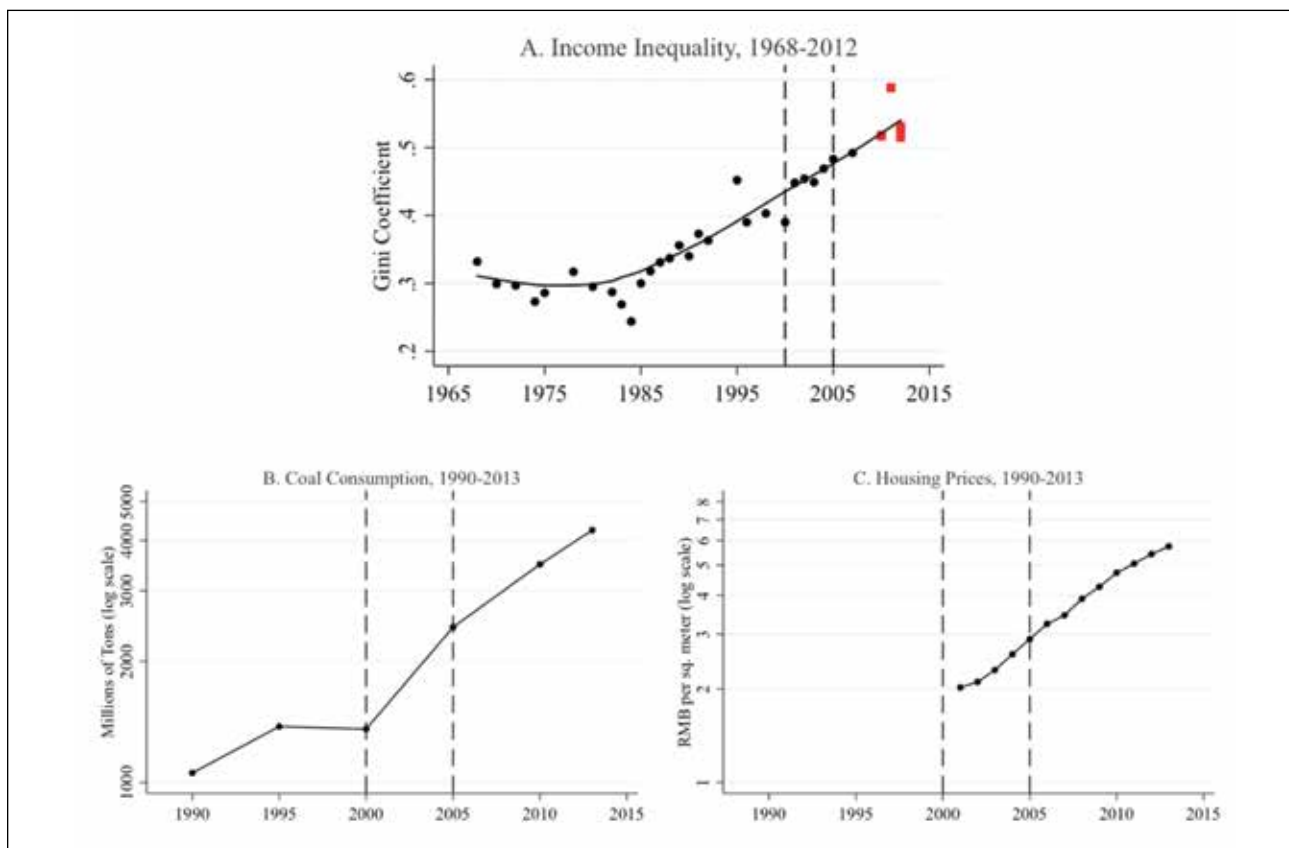 A. Income Inequality, 1968-2012
Gini Coefficient
.6
.5
.4
.3
.2
1965 1975 1985 1995 2005 2015
B. Coal Consumption, 1990-2013
Millions of Tons (log scale)
5000
4000
3000
2000
1000
1990 1995 2000 2005 2010 2015
C. Housing Prices, 1990-2013
RMB per sq. meter (log scale)
8
7
6
5
4
3
2
1
1990 1995 2000 2005 2010 2015